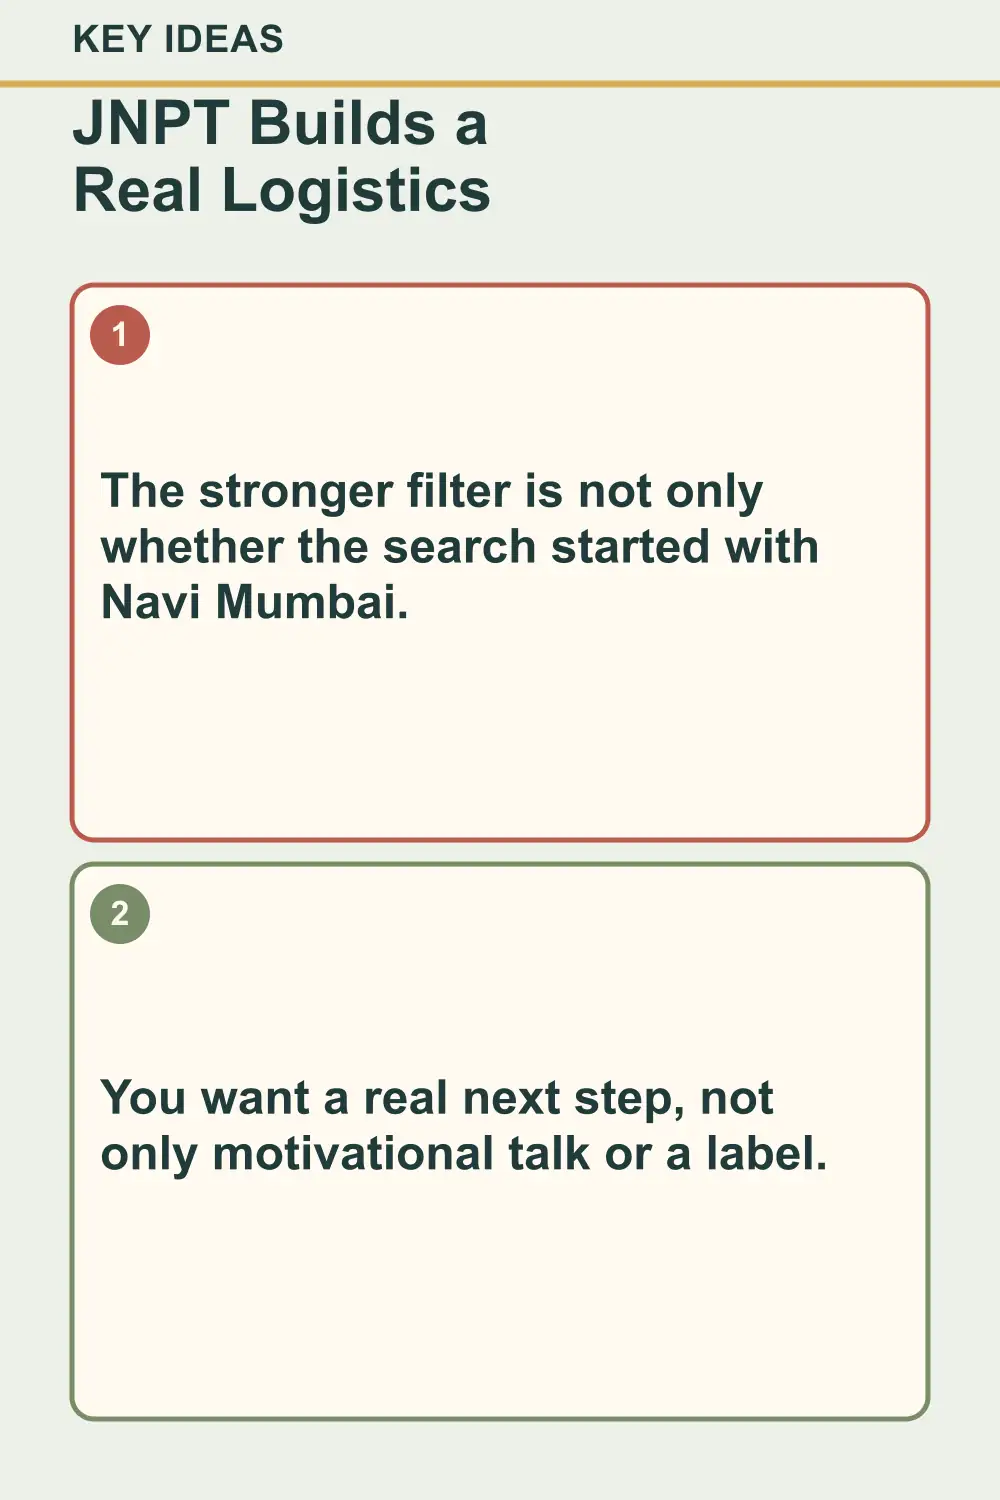 KEY IDEAS
JNPT Builds a
Real Logistics
1
The stronger filter is not only
whether the search started with
Navi Mumbai.
2
You want a real next step, not
only motivational talk or a label.